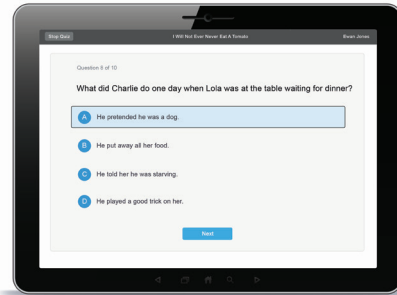 Stop Quiz
I Will Not Ever Never Eat A Tomato
Ewan Jones
Question 5 of 10
What did Charlie do one day when Lola was at the table waiting for dinner?
A He pretended he was a dog.
B He put away all her food.
C He told her he was starving.
D He played a good trick on her.
Next